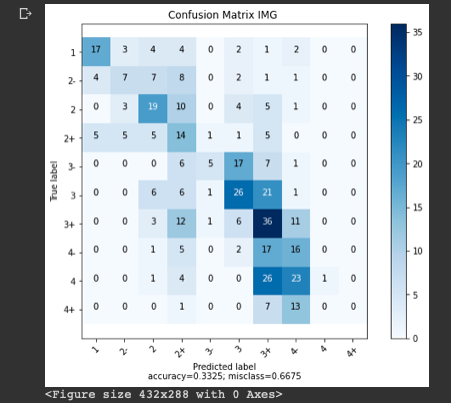 Confusion Matrix IMG
1 17 3 4 4 0 2 1 2 0 0
2- 4 7 7 8 0 2 1 1 0 0
2 0 3 19 10 0 4 5 1 0 0
2+ 5 5 5 14 1 1 5 0 0 0
3- 0 0 0 6 5 17 7 1 0 0
3 0 0 6 6 1 26 21 1 0 0
3+ 0 0 3 12 1 6 36 11 0 0
4- 0 0 1 5 0 2 17 16 0 0
4 0 0 1 4 0 0 26 23 1 0
4+ 0 0 0 1 0 0 7 13 0 0
True label
1 2- 2 2+ 3- 3 3+ 4- 4 4+
Predicted label
accuracy=0.3325; misclass=0.6675
35
30
25
20
15
10
5
0
<Figure size 432x288 with 0 Axes>